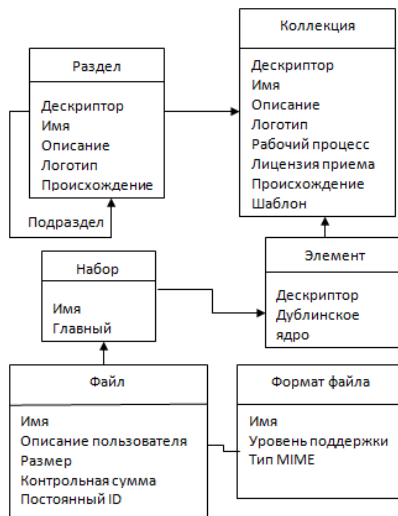 Коллекция
Дескриптор
Имя
Описание
Логотип
Рабочий процесс
Лицензия приема
Происхождение
Шаблон
Раздел
Дескриптор
Имя
Описание
Логотип
Происхождение
Подраздел
Набор
Имя
Главный
Элемент
Дескриптор
Дублинское
ядро
Файл
Имя
Описание пользователя
Размер
Контрольная сумма
Постоянный ID
Формат файла
Имя
Уровень поддержки
Тип MIME